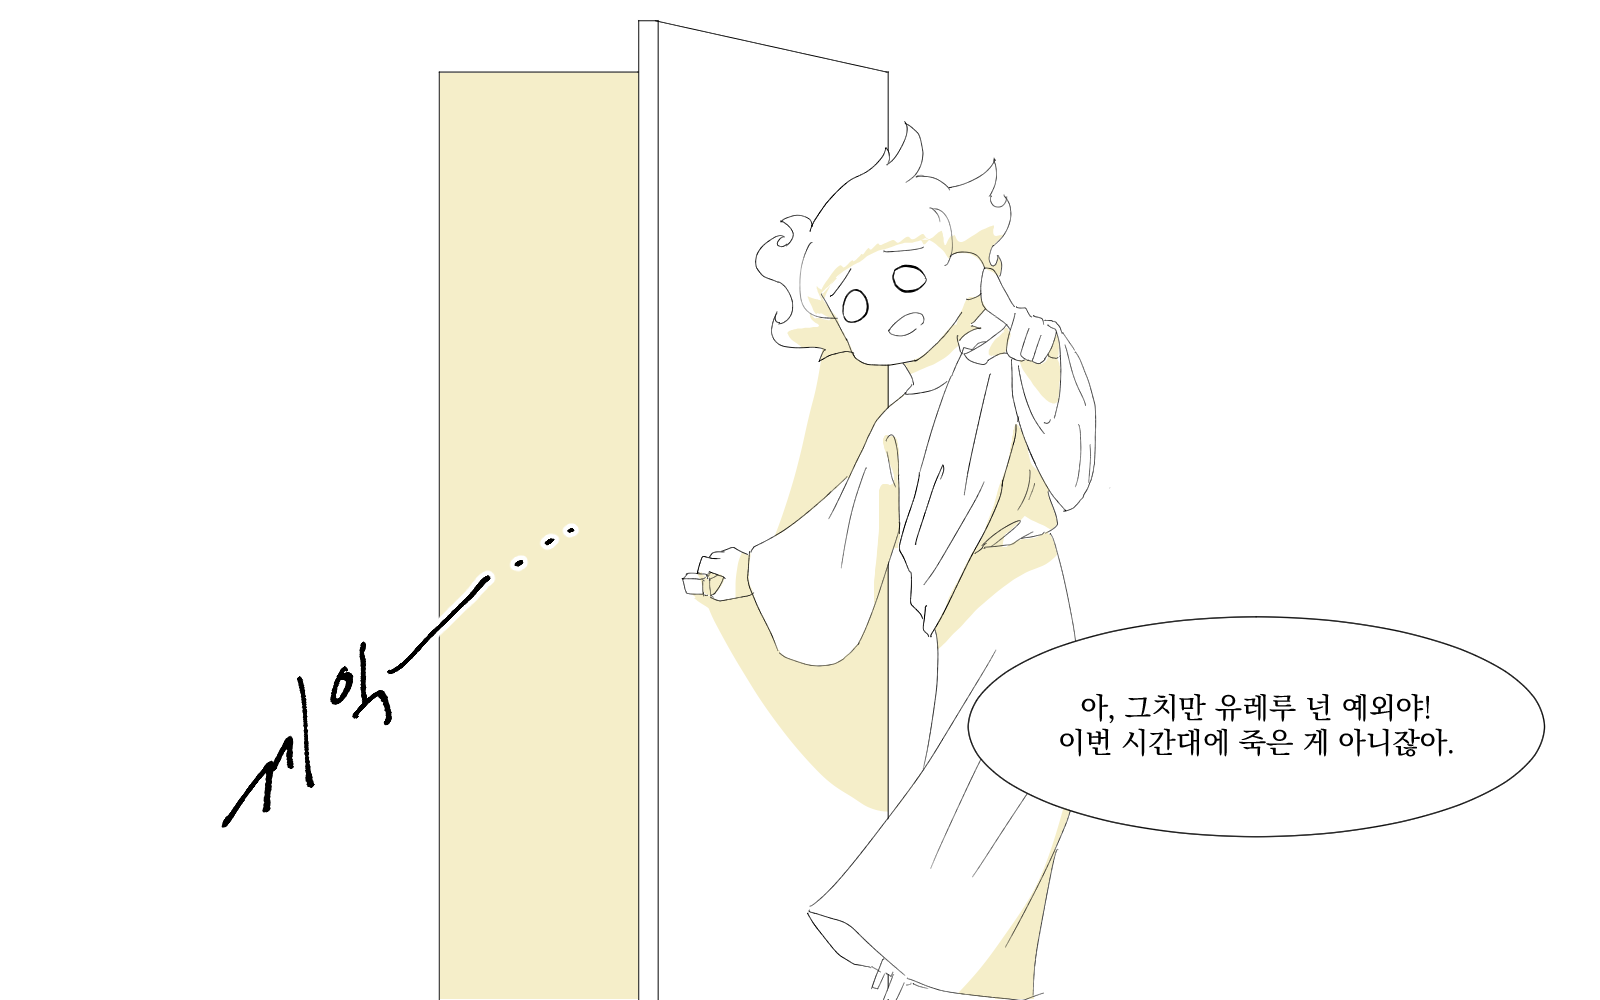 끼익—...
아, 그치만 유레루 넌 예외야!
이번 시간대에 죽은 게 아니잖아.